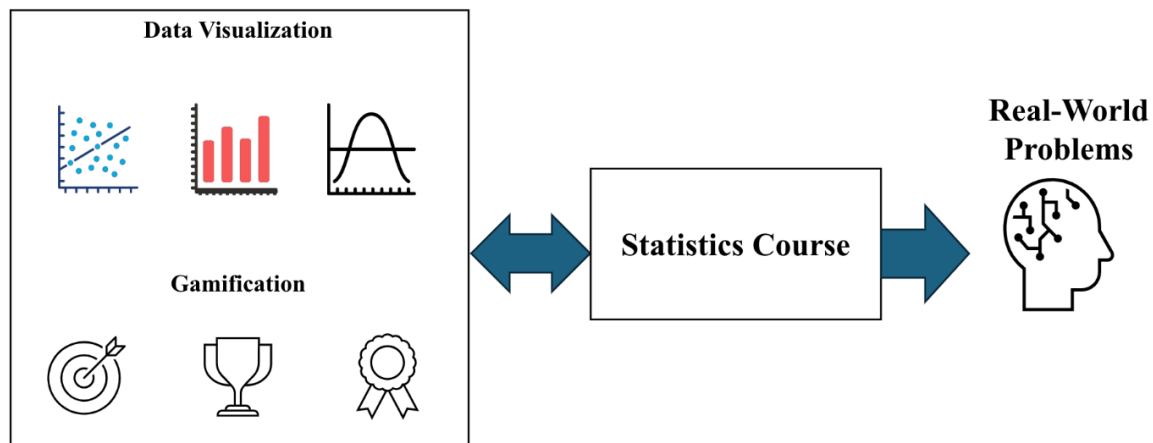 Data Visualization
Gamification
Statistics Course
Real-World
Problems